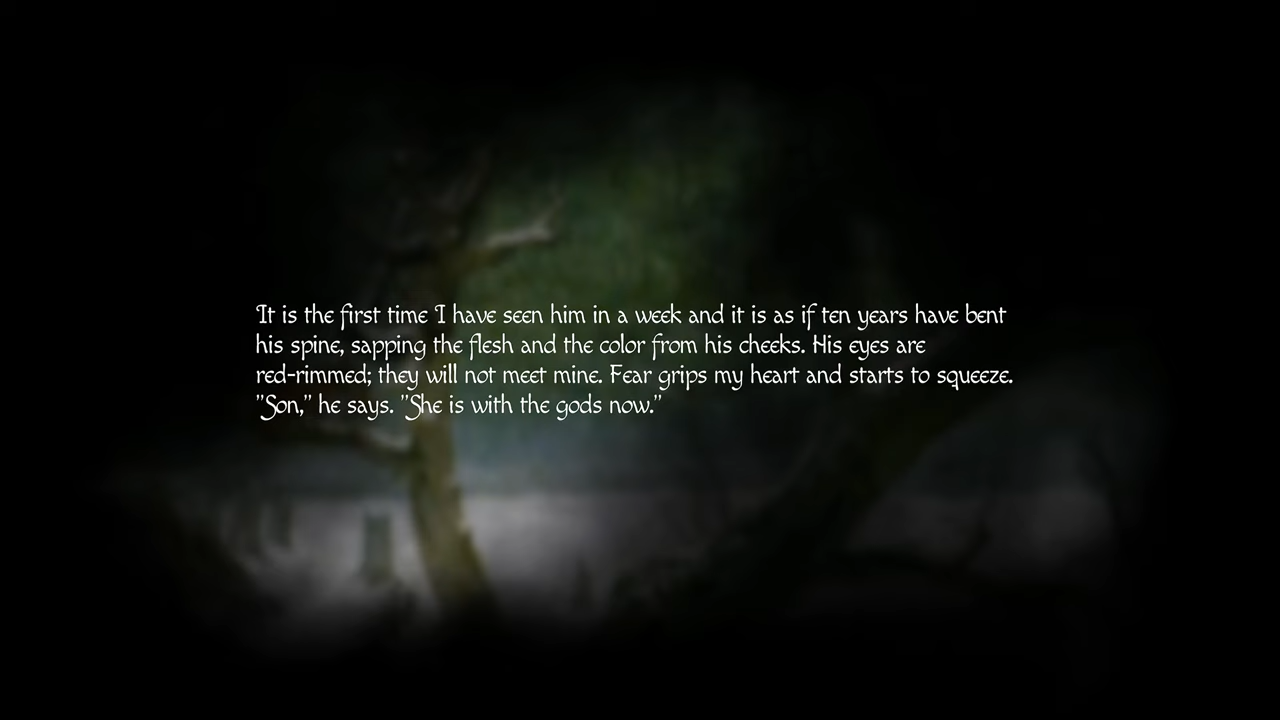 It is the first time I have seen him in a week and it is as if ten years have bent
his spine, sapping the flesh and the color from his cheeks. His eyes are
red-rimmed; they will not meet mine. Fear grips my heart and starts to squeeze.
"Son," he says. "She is with the gods now."